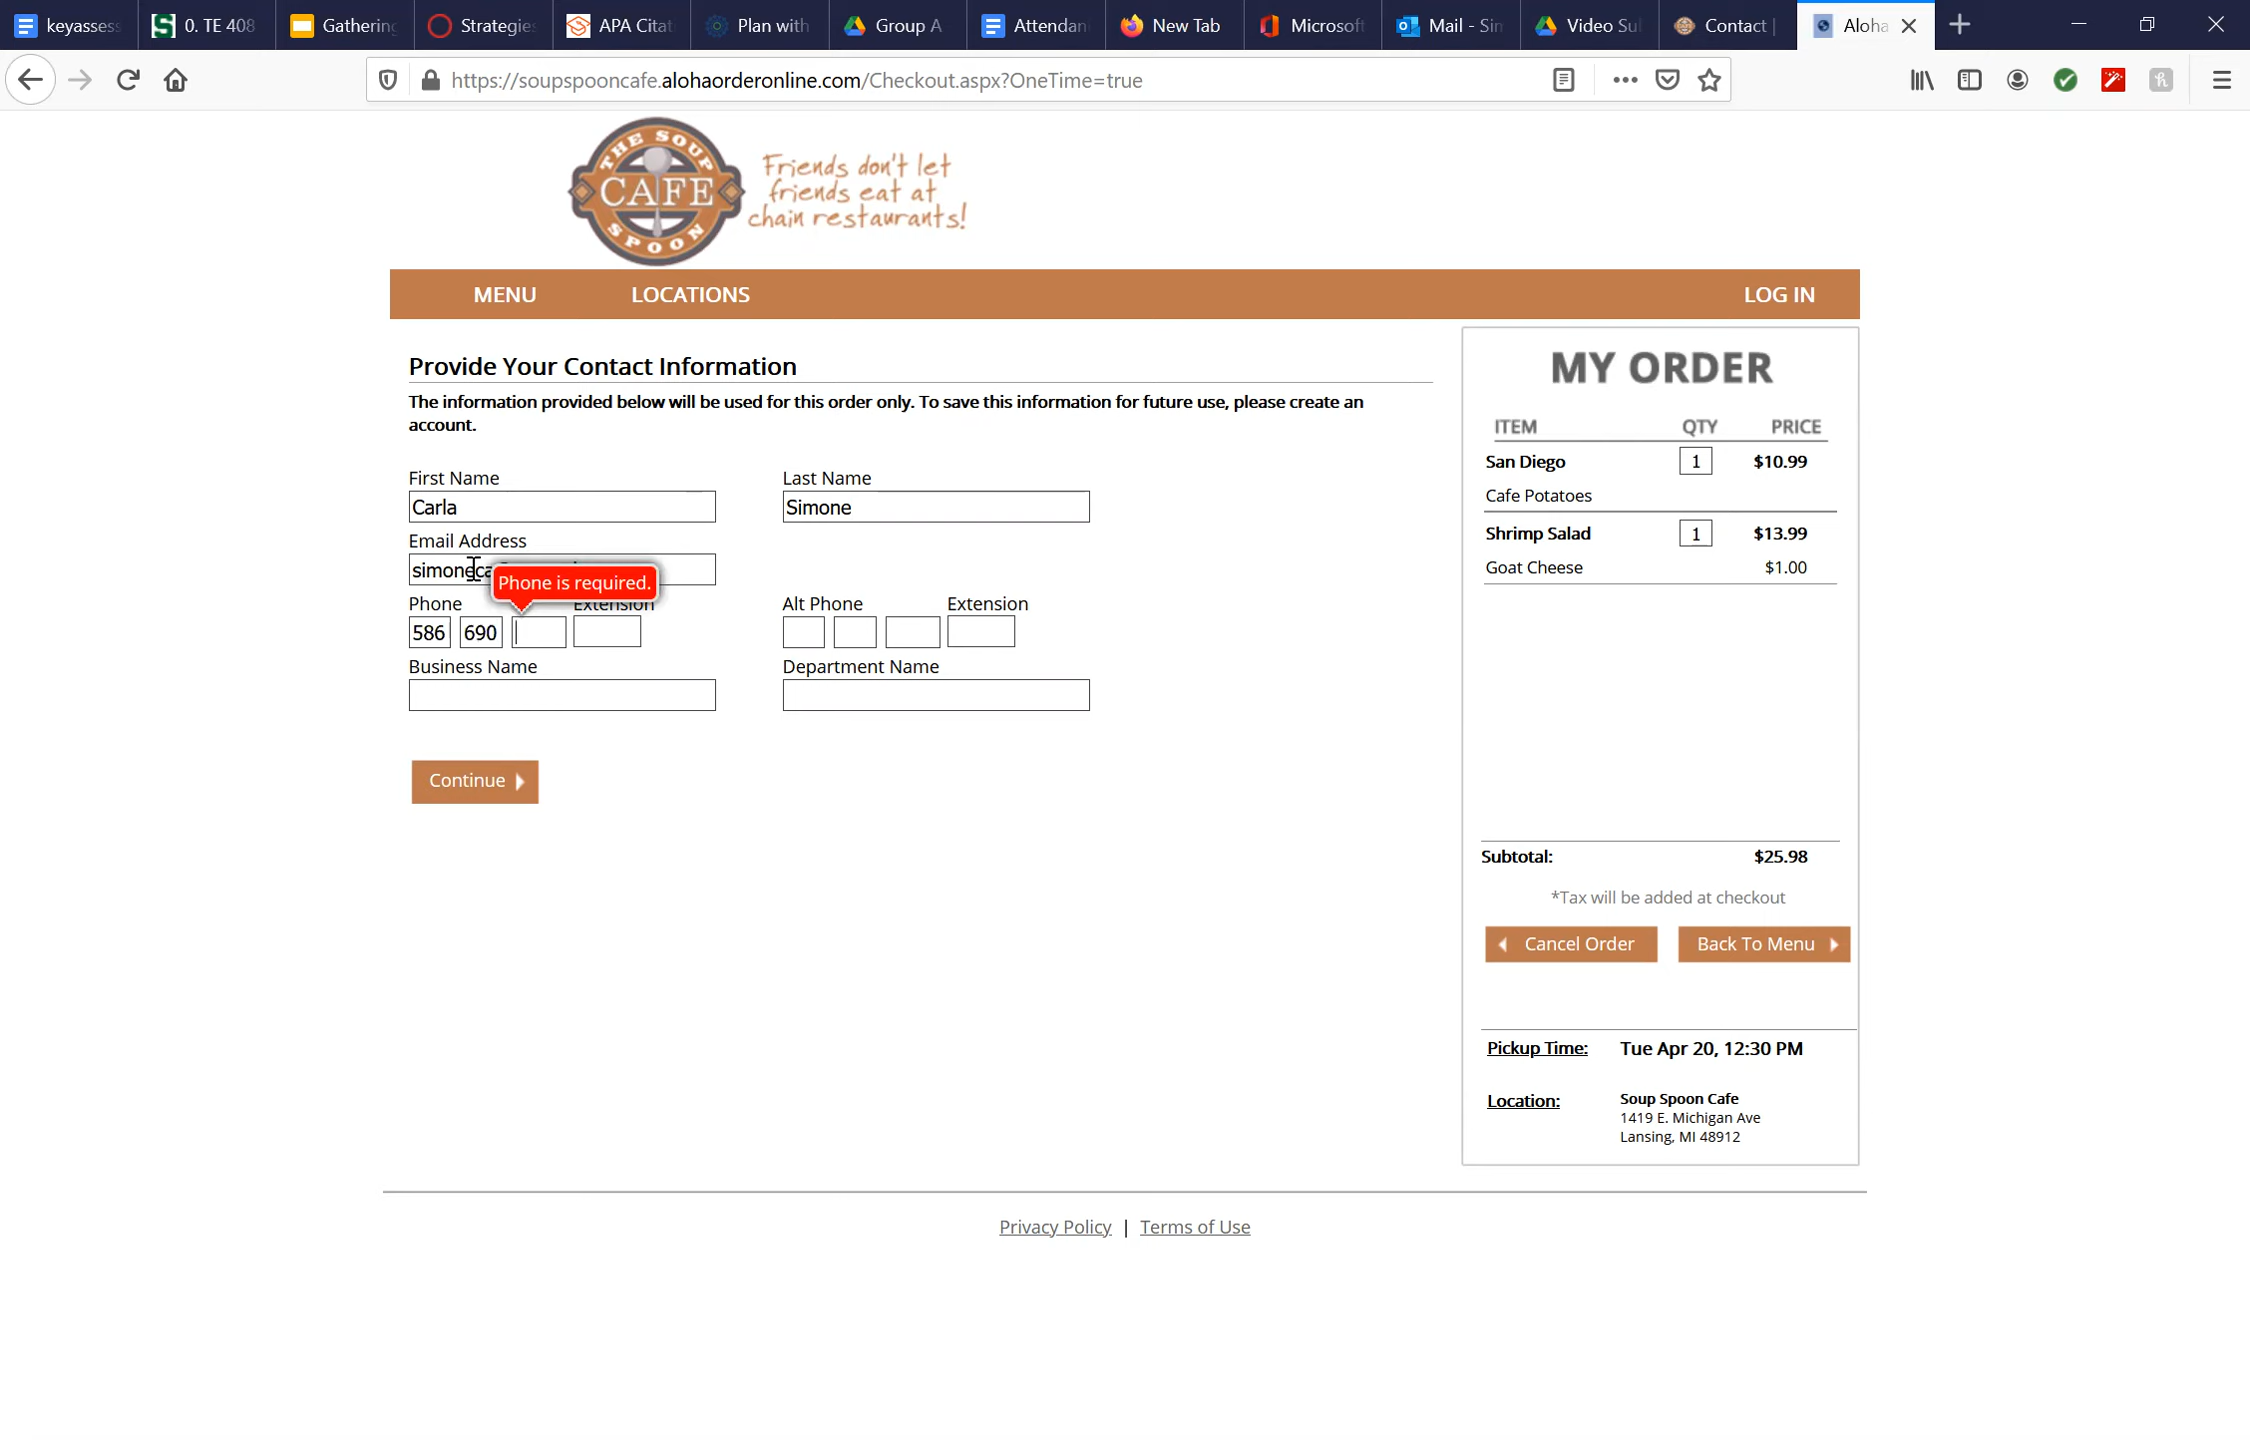 keyassess
0. TE 408
Gathering
Strategies
APA Citat
Plan with
Group A
Attendan
New Tab
Microsoft
Mail - Sim
Video Sul
Contact |
Aloha
https://soupspooncafe.alohaorderonline.com/Checkout.aspx?OneTime=true
THE SOUP
CAFE
SPOON
Friends don't let
friends eat at
chain restaurants!
MENU LOCATIONS LOG IN
Provide Your Contact Information
The information provided below will be used for this order only. To save this information for future use, please create an
account.
First Name Last Name
Carla Simone
Email Address
simoneca
Phone is required.
Phone Extension Alt Phone Extension
586 690
Business Name Department Name
Continue
MY ORDER
ITEM QTY PRICE
San Diego 1 $10.99
Cafe Potatoes
Shrimp Salad 1 $13.99
Goat Cheese $1.00
Subtotal: $25.98
*Tax will be added at checkout
Cancel Order Back To Menu
Pickup Time: Tue Apr 20, 12:30 PM
Location: Soup Spoon Cafe
1419 E. Michigan Ave
Lansing, MI 48912
Privacy Policy | Terms of Use